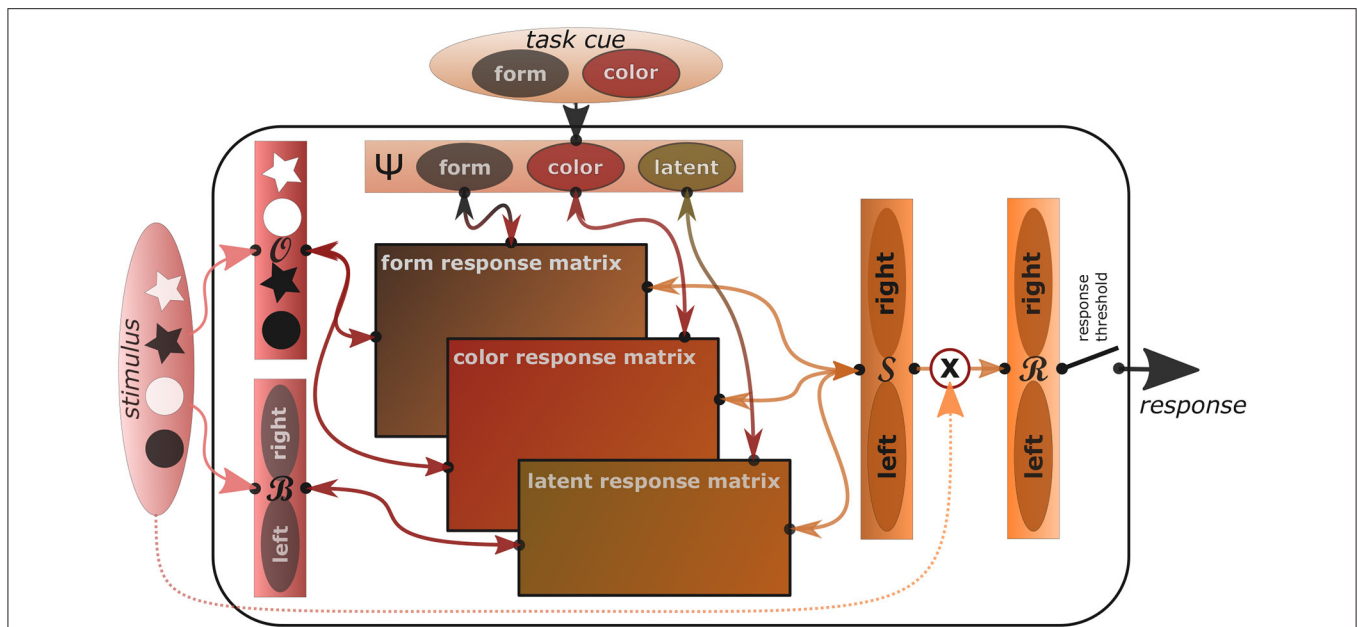 task cue
form color
Ψ form color latent
𝒪
stimulus
right
ℬ
left
form response matrix
color response matrix
latent response matrix
right
𝒮
left
X
right
ℛ
left
response
threshold
response